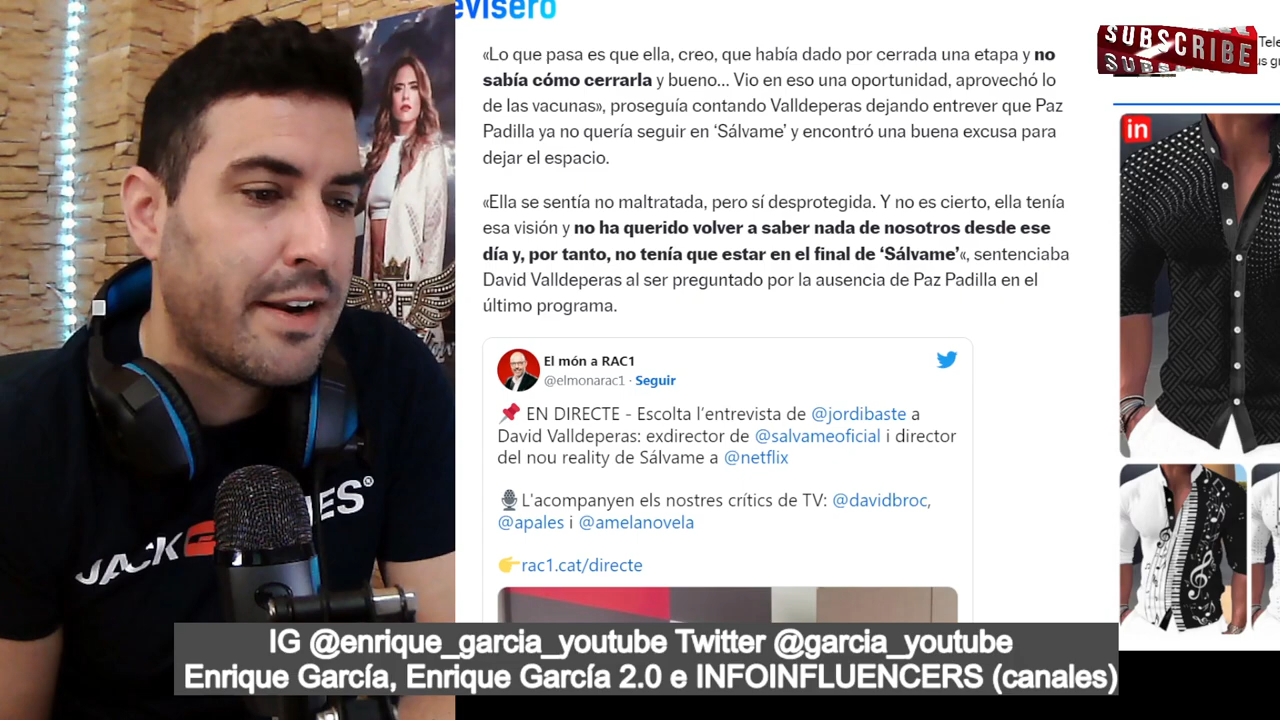 evisero
SUBSCRIBE
«Lo que pasa es que ella, creo, que había dado por cerrada una etapa y no
sabía cómo cerrarla y bueno… Vio en eso una oportunidad, aprovechó lo
de las vacunas», proseguía contando Valldeperas dejando entrever que Paz
Padilla ya no quería seguir en ‘Sálvame’ y encontró una buena excusa para
dejar el espacio.
«Ella se sentía no maltratada, pero sí desprotegida. Y no es cierto, ella tenía
esa visión y no ha querido volver a saber nada de nosotros desde ese
día y, por tanto, no tenía que estar en el final de ‘Sálvame’«, sentenciaba
David Valldeperas al ser preguntado por la ausencia de Paz Padilla en el
último programa.
El món a RAC1
@elmonarac1 · Seguir
EN DIRECTE - Escolta l’entrevista de @jordibaste a
David Valldeperas: exdirector de @salvameoficial i director
del nou reality de Sálvame a @netflix
L'acompanyen els nostres crítics de TV: @davidbroc,
@apales i @amelanovela
rac1.cat/directe
in
JACK
ES®
IG @enrique_garcia_youtube Twitter @garcia_youtube
Enrique García, Enrique García 2.0 e INFOINFLUENCERS (canales)